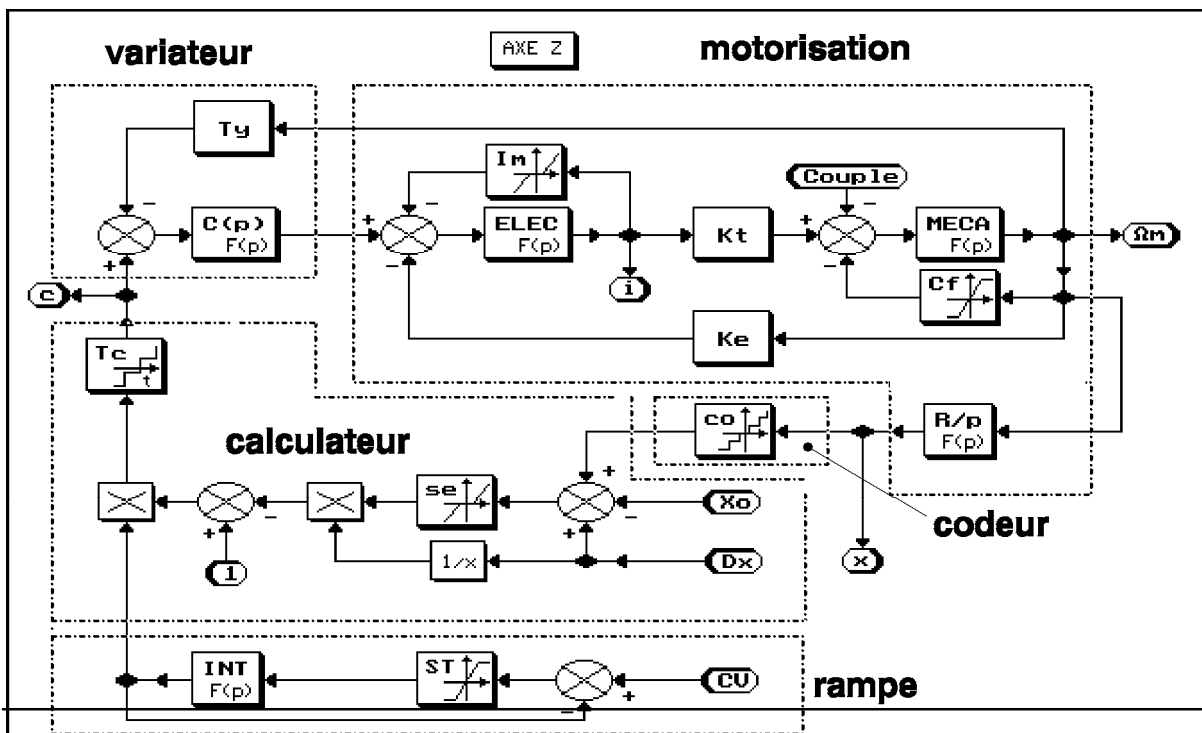 variateur
AXE Z
motorisation
Ty
Im
Couple
C(p)
F(p)
ELEC
F(p)
Kt
MECA
F(p)
Ωm
c
i
Cf
Ke
Tc
t
calculateur
co
R/p
F(p)
se
Xo
codeur
1
1/x
Dx
x
INT
F(p)
ST
CV
rampe